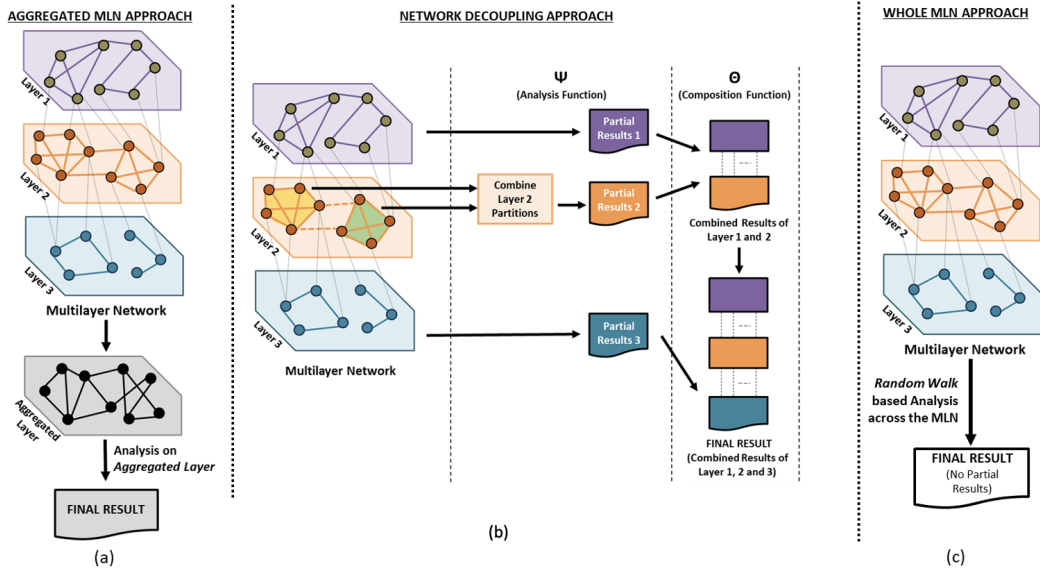 AGGREGATED MLN APPROACH
Layer 1
Layer 2
Layer 3
Multilayer Network
Aggregated
Layer
Analysis on
Aggregated Layer
FINAL RESULT
(a)
NETWORK DECOUPLING APPROACH
Ψ
(Analysis Function)
Θ
(Composition Function)
Layer 1
Layer 2
Layer 3
Multilayer Network
Combine
Layer 2
Partitions
Partial
Results 1
Partial
Results 2
Partial
Results 3
Combined Results of
Layer 1 and 2
FINAL RESULT
(Combined Results of
Layer 1, 2 and 3)
(b)
WHOLE MLN APPROACH
Layer 1
Layer 2
Layer 3
Multilayer Network
Random Walk
based Analysis
across the MLN
FINAL RESULT
(No Partial
Results)
(c)